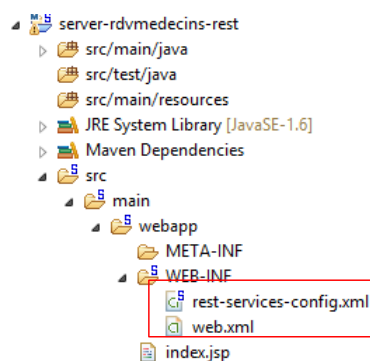 server-rdvmedecins-rest
src/main/java
src/test/java
src/main/resources
JRE System Library [JavaSE-1.6]
Maven Dependencies
src
main
webapp
META-INF
WEB-INF
rest-services-config.xml
web.xml
index.jsp